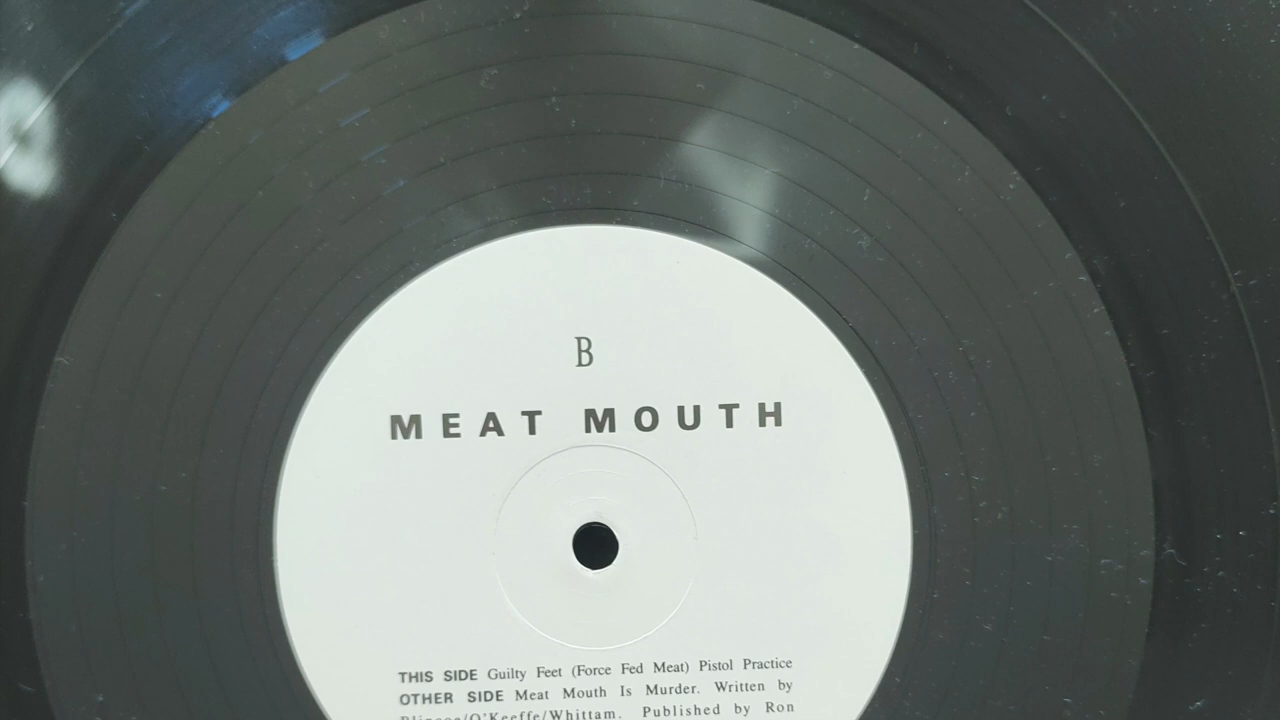 B
MEAT MOUTH
THIS SIDE Guilty Feet (Force Fed Meat) Pistol Practice
OTHER SIDE Meat Mouth Is Murder. Written by
Blincoe/O'Keeffe/Whittam. Published by Ron